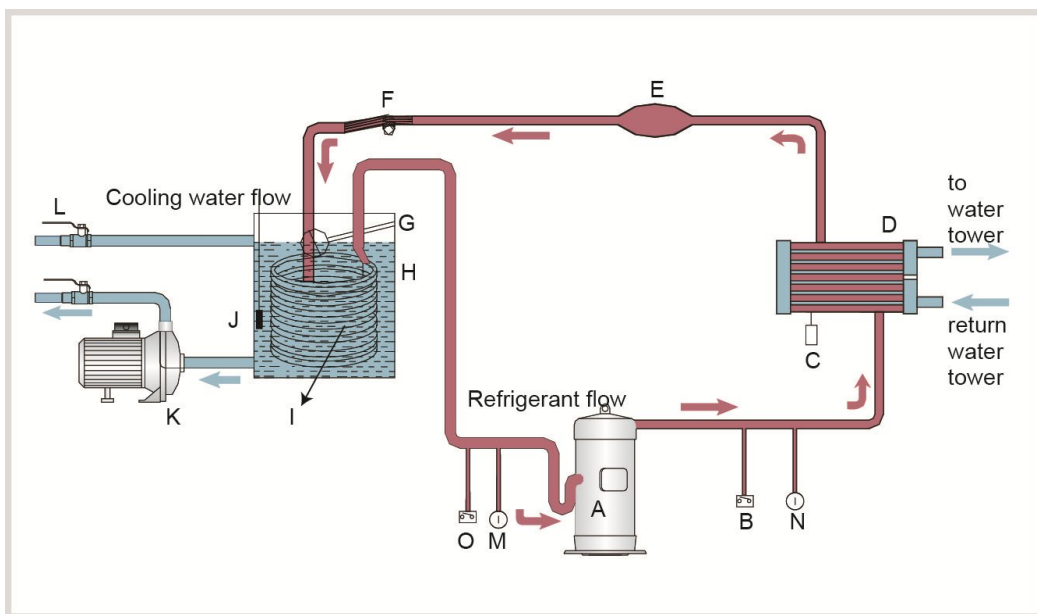 E
F
to
water
tower
L
Cooling water flow
G
D
H
J
return
water
tower
C
I
Refrigerant flow
K
A
O
M
B
N